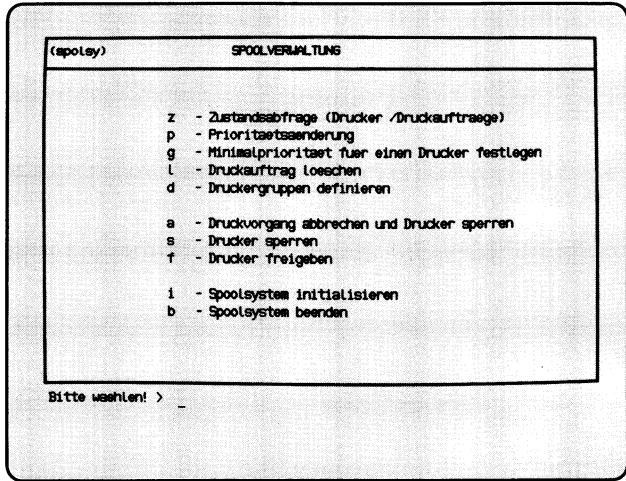 (spolsy) SPOOLVERWALTUNG
z - Zustandsabfrage (Drucker /Druckauftraege)
p - Prioritaetsaenderung
g - Minimalprioritaet fuer einen Drucker festlegen
l - Druckauftrag loeschen
d - Druckergruppen definieren
a - Druckvorgang abbrechen und Drucker sperren
s - Drucker sperren
f - Drucker freigeben
i - Spoolsystem initialisieren
b - Spoolsystem beenden
Bitte waehlen! > _